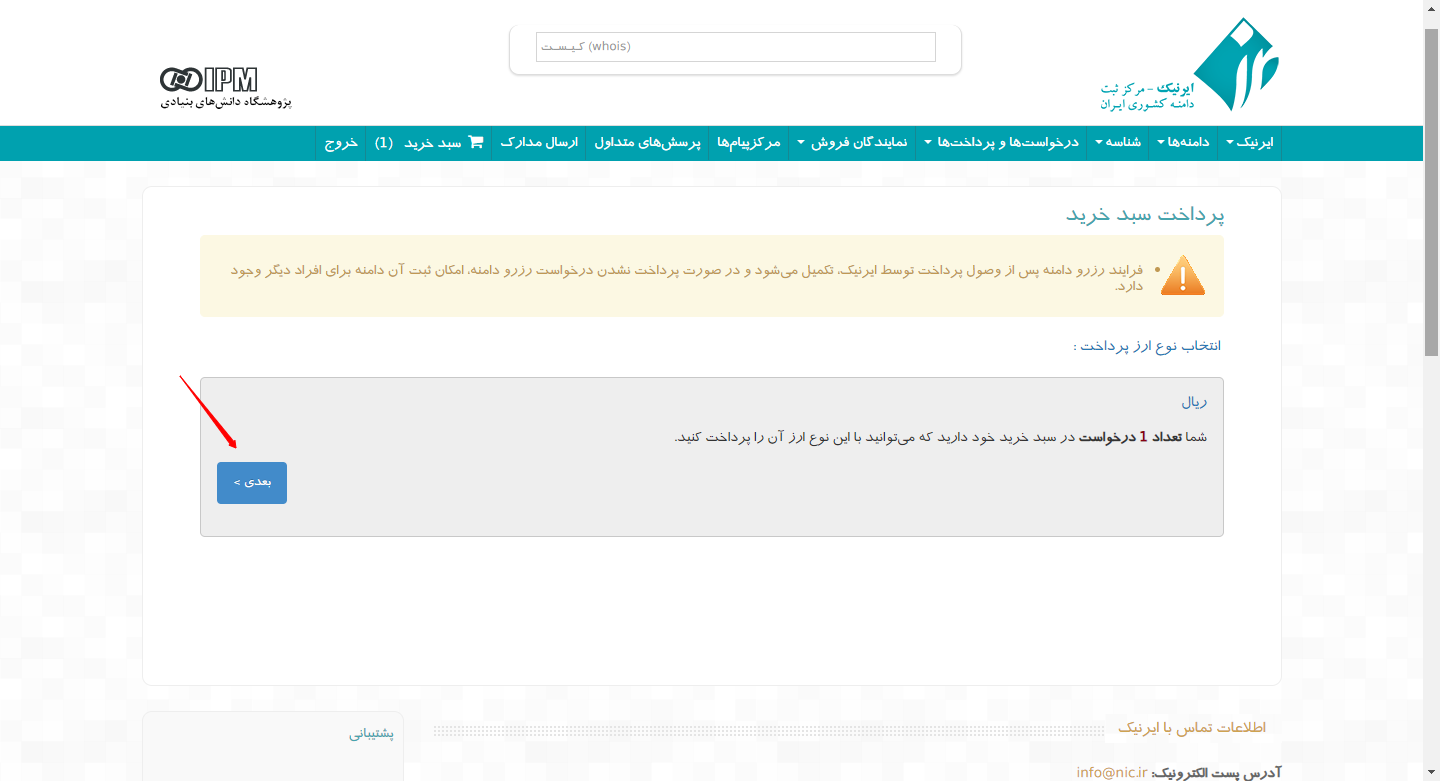 کـیـسـت (whois)
ایرنیک - مرکز ثبت
دامنه کشوری ایران
IPM
پژوهشگاه دانش‌های بنیادی
ایرنیک
دامنه‌ها
شناسه
درخواست‌ها و پرداخت‌ها
نمایندگان فروش
مرکزپیام‌ها
پرسش‌های متداول
ارسال مدارک
سبد خرید (1)
خروج
پرداخت سبد خرید
فرایند رزرو دامنه پس از وصول پرداخت توسط ایرنیک، تکمیل می‌شود و در صورت پرداخت نشدن درخواست رزرو دامنه، امکان ثبت آن دامنه برای افراد دیگر وجود
دارد.
انتخاب نوع ارز پرداخت :
ریال
شما تعداد 1 درخواست در سبد خرید خود دارید که می‌توانید با این نوع ارز آن را پرداخت کنید.
بعدی >
اطلاعات تماس با ایرنیک
پشتیبانی
آدرس پست الکترونیک: info@nic.ir